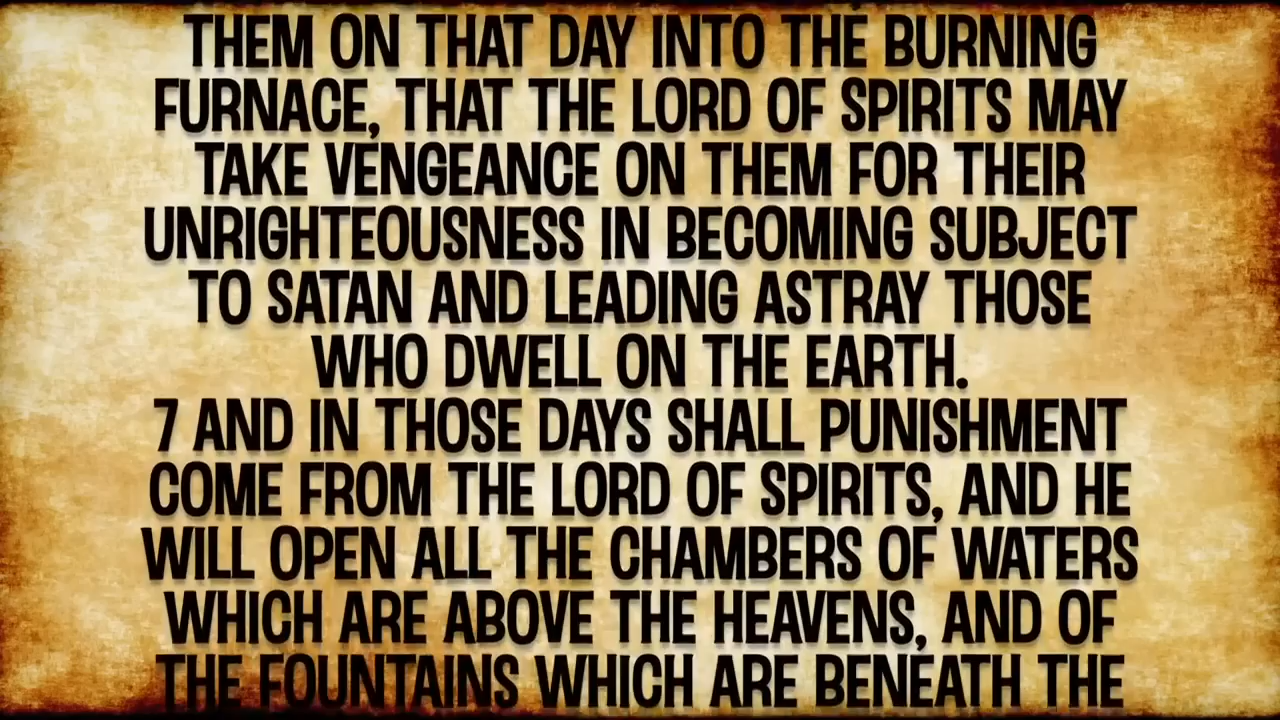 THEM ON THAT DAY INTO THE BURNING
FURNACE, THAT THE LORD OF SPIRITS MAY
TAKE VENGEANCE ON THEM FOR THEIR
UNRIGHTEOUSNESS IN BECOMING SUBJECT
TO SATAN AND LEADING ASTRAY THOSE
WHO DWELL ON THE EARTH.
7 AND IN THOSE DAYS SHALL PUNISHMENT
COME FROM THE LORD OF SPIRITS, AND HE
WILL OPEN ALL THE CHAMBERS OF WATERS
WHICH ARE ABOVE THE HEAVENS, AND OF
THE FOUNTAINS WHICH ARE BENEATH THE